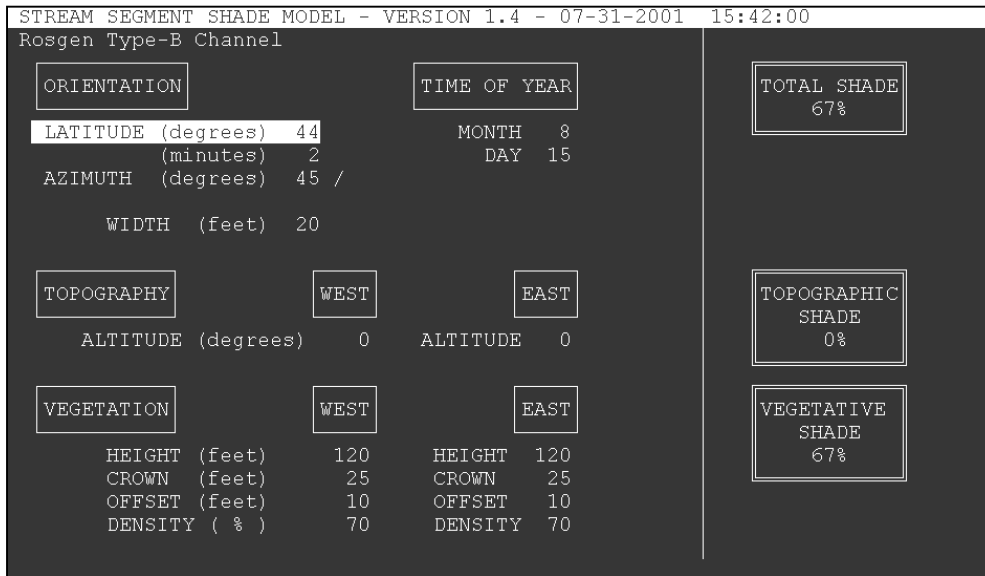 STREAM SEGMENT SHADE MODEL - VERSION 1.4 - 07-31-2001 15:42:00
Rosgen Type-B Channel
ORIENTATION TIME OF YEAR TOTAL SHADE
67%
LATITUDE (degrees) 44 MONTH 8
(minutes) 2 DAY 15
AZIMUTH (degrees) 45 /
WIDTH (feet) 20
TOPOGRAPHY WEST EAST TOPOGRAPHIC
SHADE
ALTITUDE (degrees) 0 ALTITUDE 0 0%
VEGETATION WEST EAST VEGETATIVE
SHADE
HEIGHT (feet) 120 HEIGHT 120 67%
CROWN (feet) 25 CROWN 25
OFFSET (feet) 10 OFFSET 10
DENSITY ( % ) 70 DENSITY 70